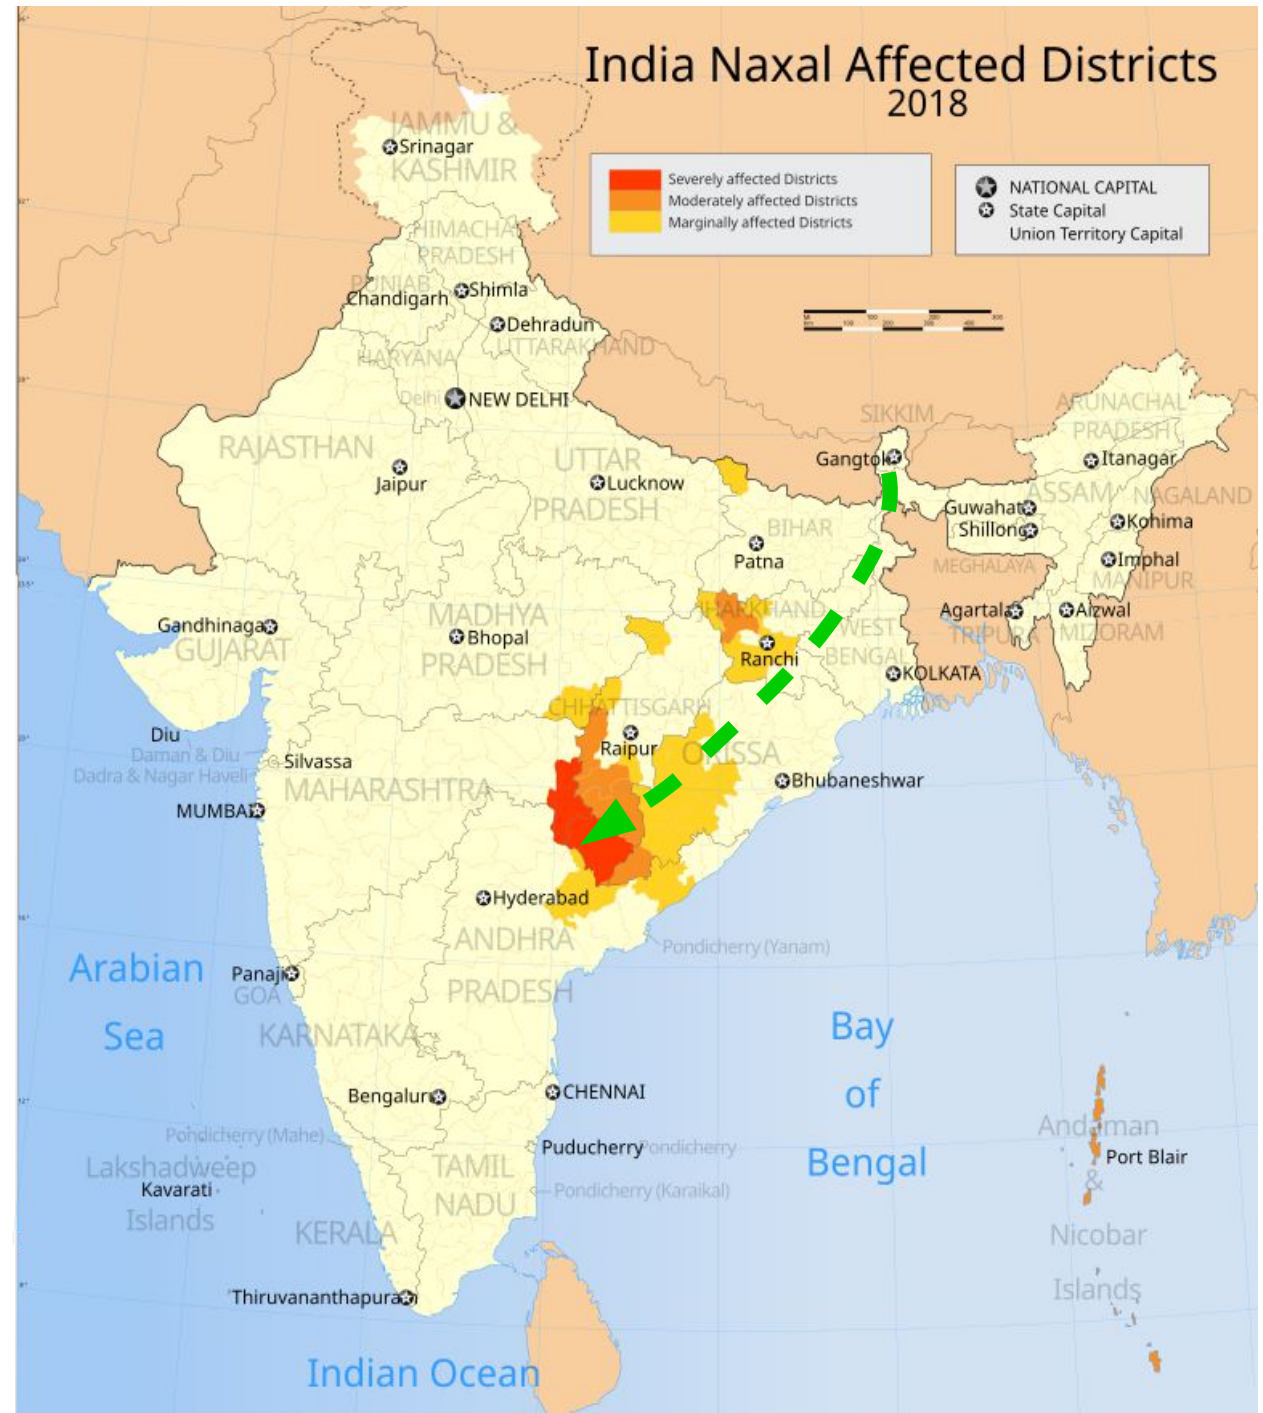 India Naxal Affected Districts
2018
Severely affected Districts
Moderately affected Districts
Marginally affected Districts
NATIONAL CAPITAL
State Capital
Union Territory Capital
JAMMU &
KASHMIR
Srinagar
HIMACHA
PRADESH
PUNJAB
Chandigarh
Shimla
Dehradun
UTTARAKHAND
HARYANA
Delhi
NEW DELHI
RAJASTHAN
Jaipur
UTTAR
PRADESH
Lucknow
SIKKIM
Gangtok
ARUNACHAL
PRADESH
Itanagar
ASSAM
NAGALAND
Guwahat
Shillong
Kohima
MEGHALAYA
Imphal
MANIPUR
Agartala
TRIPURA
Aizwal
MIZORAM
BIHAR
Patna
JHARKHAND
Ranchi
WEST
BENGAL
KOLKATA
Gandhinaga
GUJARAT
MADHYA
PRADESH
Bhopal
CHHATTISGARH
Raipur
ORISSA
Bhubaneshwar
Diu
Daman & Diu
Dadra & Nagar Haveli
Silvassa
MAHARASHTRA
MUMBAI
Hyderabad
ANDHRA
PRADESH
Pondicherry (Yanam)
Arabian
Sea
Panaji
GOA
KARNATAKA
Bengalur
CHENNAI
Bay
of
Bengal
Pondicherry (Mahe)
Puducherry
Pondicherry
Lakshadweep
Kavarati
Islands
TAMIL
NADU
Pondicherry (Karaikal)
KERALA
Thiruvananthapuram
Andaman
Port Blair
&
Nicobar
Islands
Indian Ocean